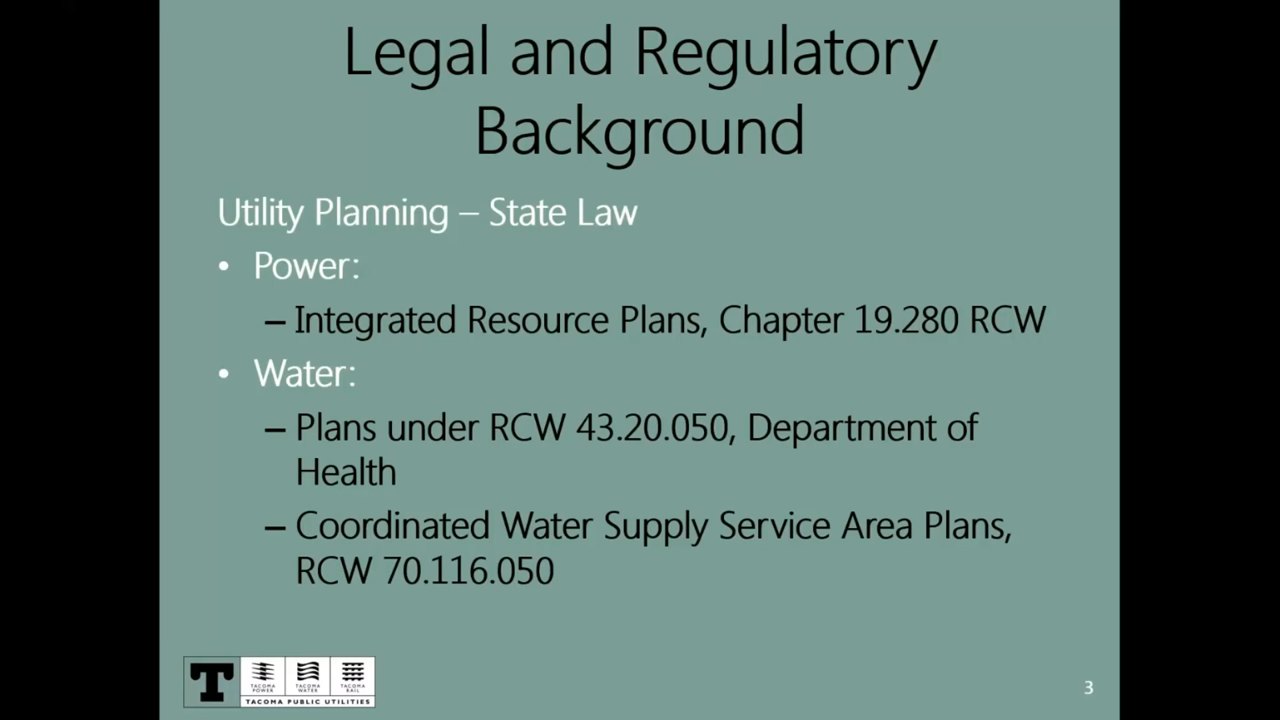 Legal and Regulatory
Background
Utility Planning – State Law
• Power:
– Integrated Resource Plans, Chapter 19.280 RCW
• Water:
– Plans under RCW 43.20.050, Department of
Health
– Coordinated Water Supply Service Area Plans,
RCW 70.116.050
T
TACOMA POWER
TACOMA WATER
TACOMA RAIL
TACOMA PUBLIC UTILITIES
3